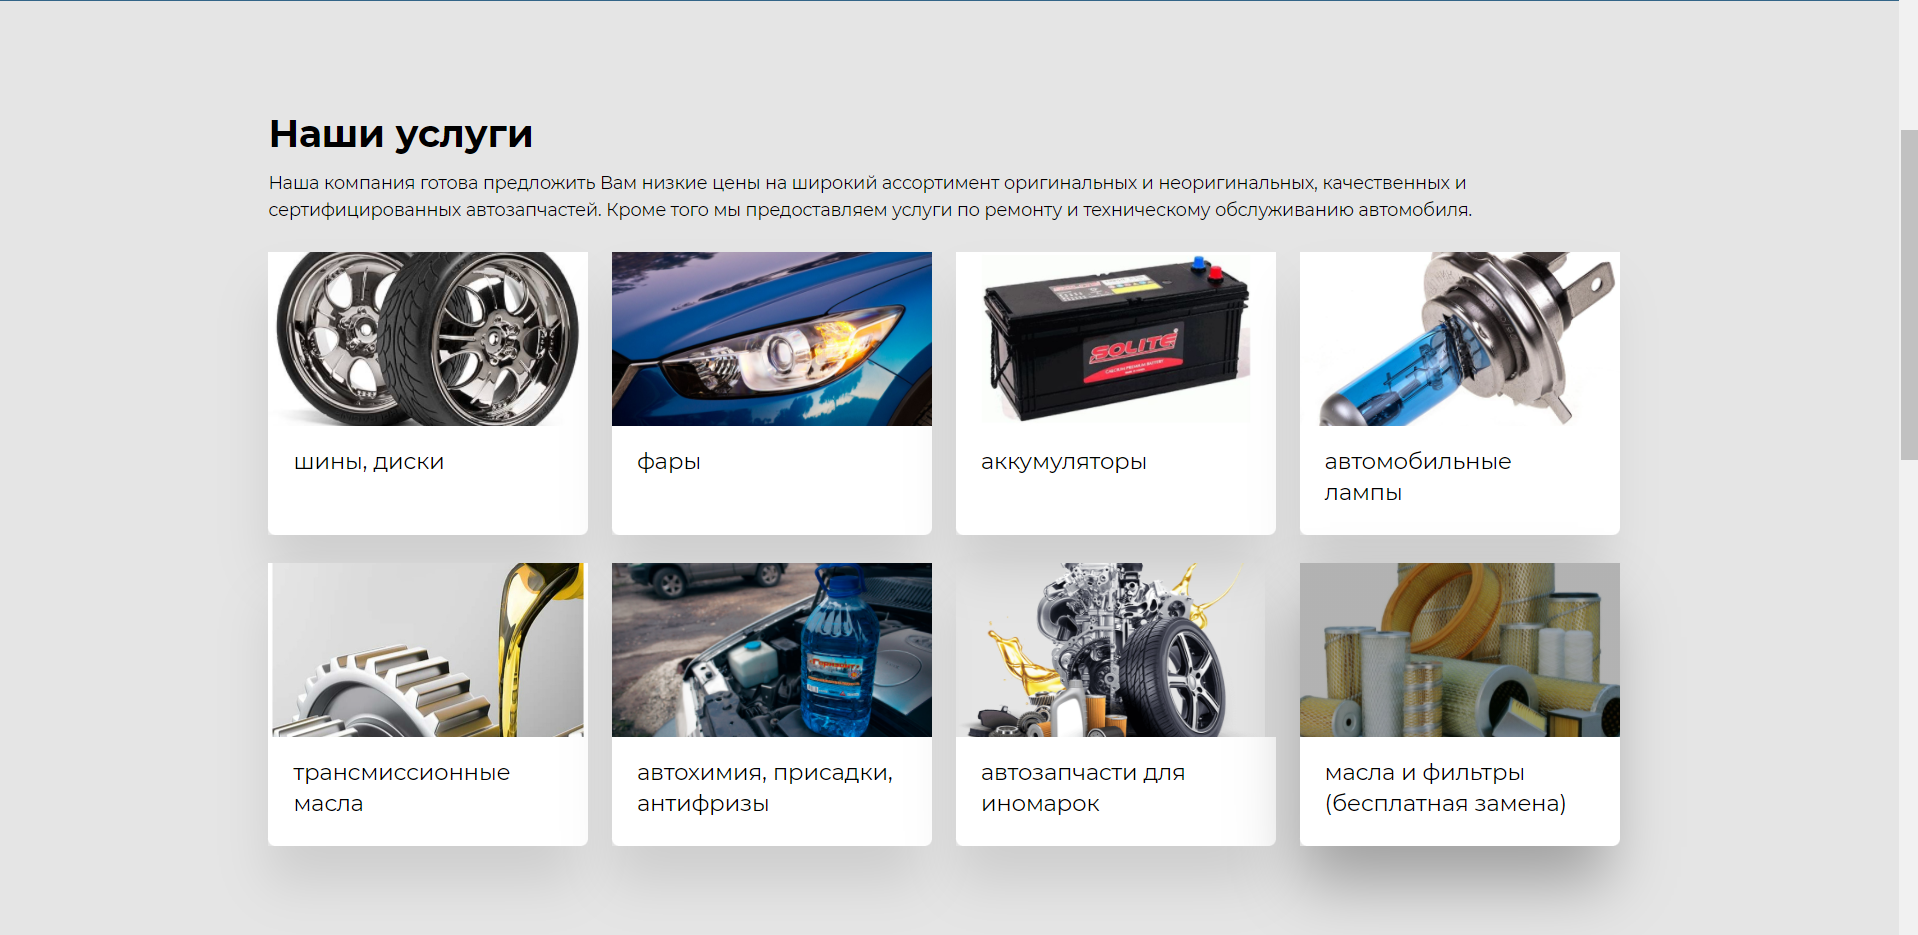 Наши услуги
Наша компания готова предложить Вам низкие цены на широкий ассортимент оригинальных и неоригинальных, качественных и
сертифицированных автозапчастей. Кроме того мы предоставляем услуги по ремонту и техническому обслуживанию автомобиля.
SOLITE
шины, диски
фары
аккумуляторы
автомобильные
лампы
трансмиссионные
масла
автохимия, присадки,
антифризы
автозапчасти для
иномарок
масла и фильтры
(бесплатная замена)